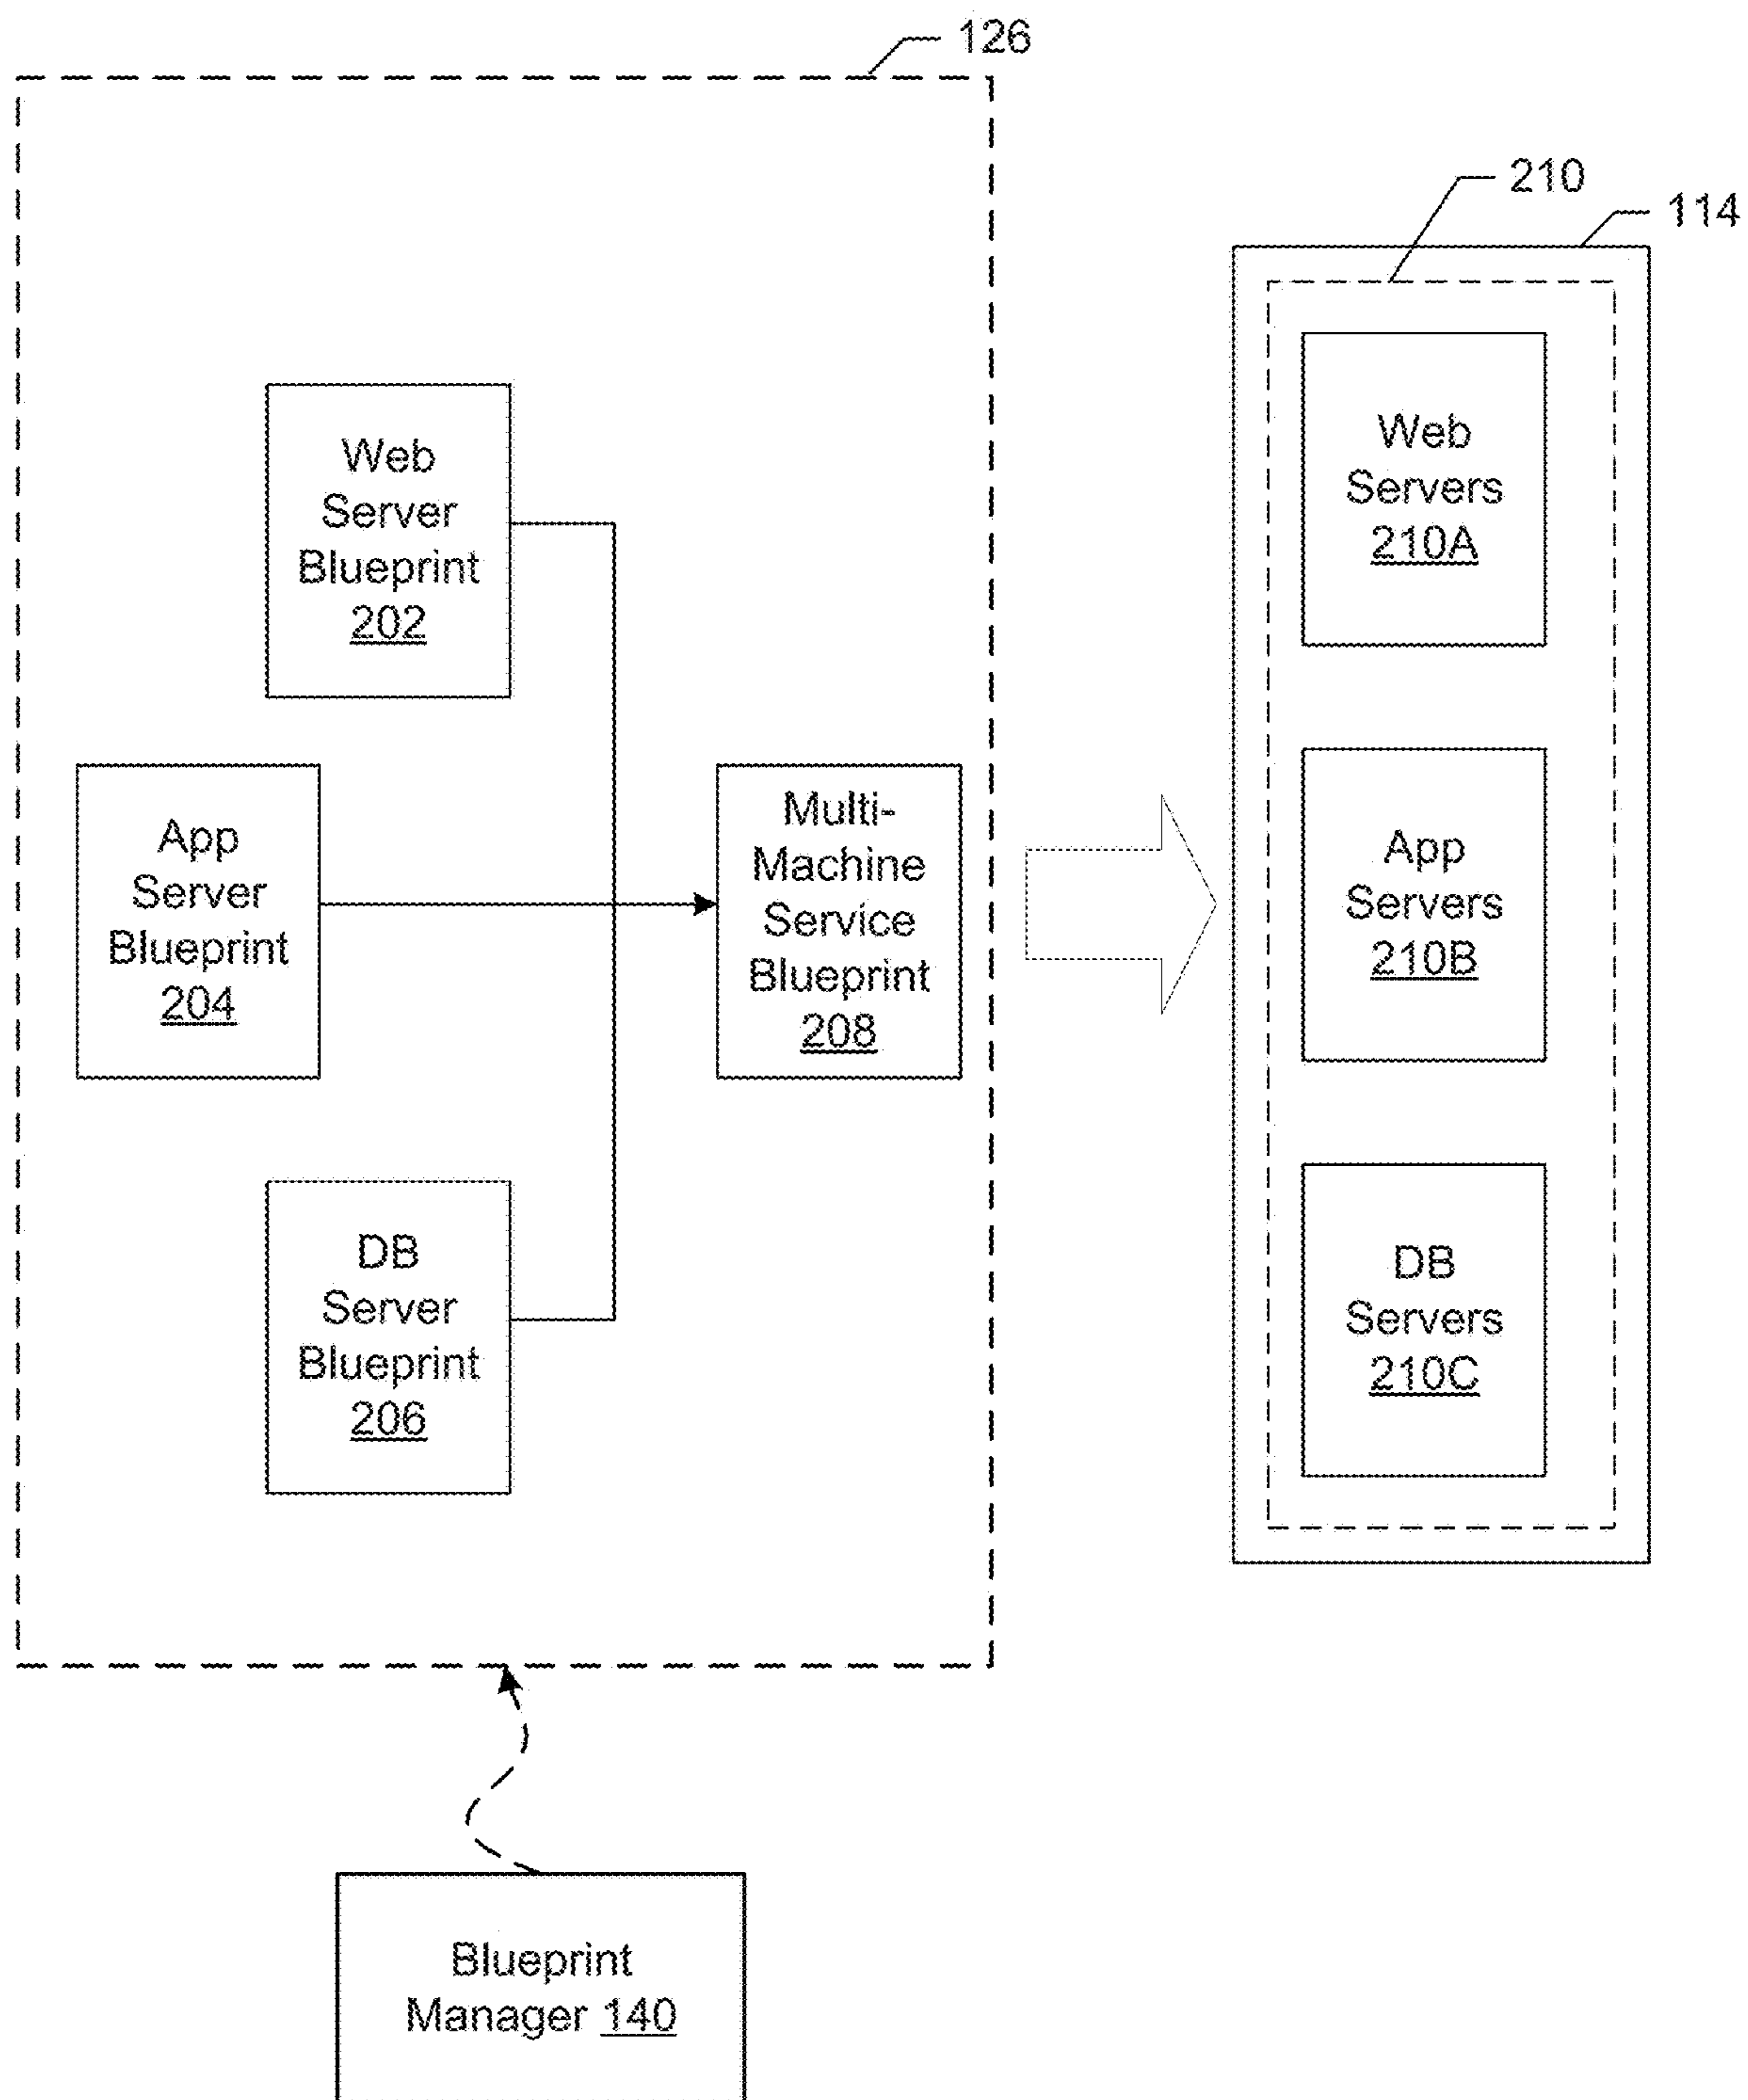 126
210
114
Web
Server
Blueprint
202
App
Server
Blueprint
204
DB
Server
Blueprint
206
Multi-
Machine
Service
Blueprint
208
Web
Servers
210A
App
Servers
210B
DB
Servers
210C
Blueprint
Manager 140